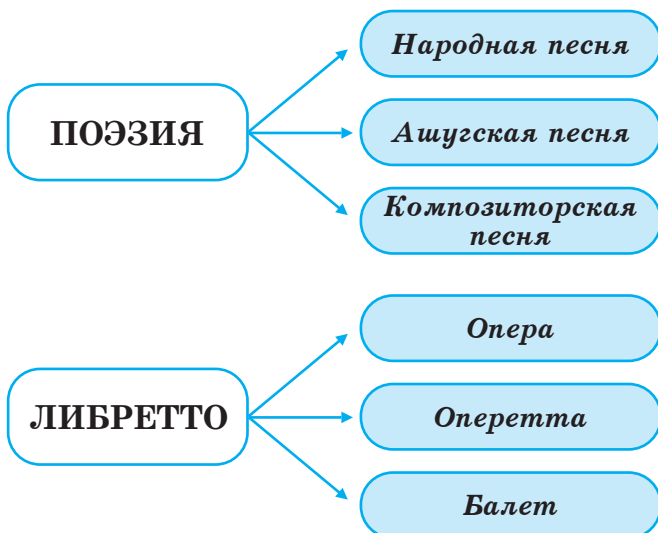 ПОЭЗИЯ
Народная песня
Ашугская песня
Композиторская
песня
ЛИБРЕТТО
Опера
Оперетта
Балет